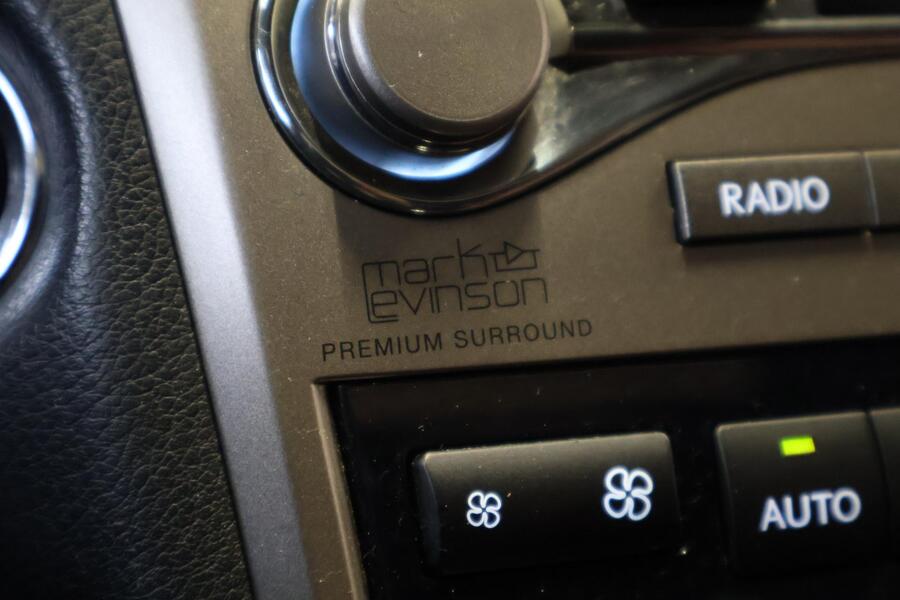 RADIO
mark
Levinson
PREMIUM SURROUND
AUTO